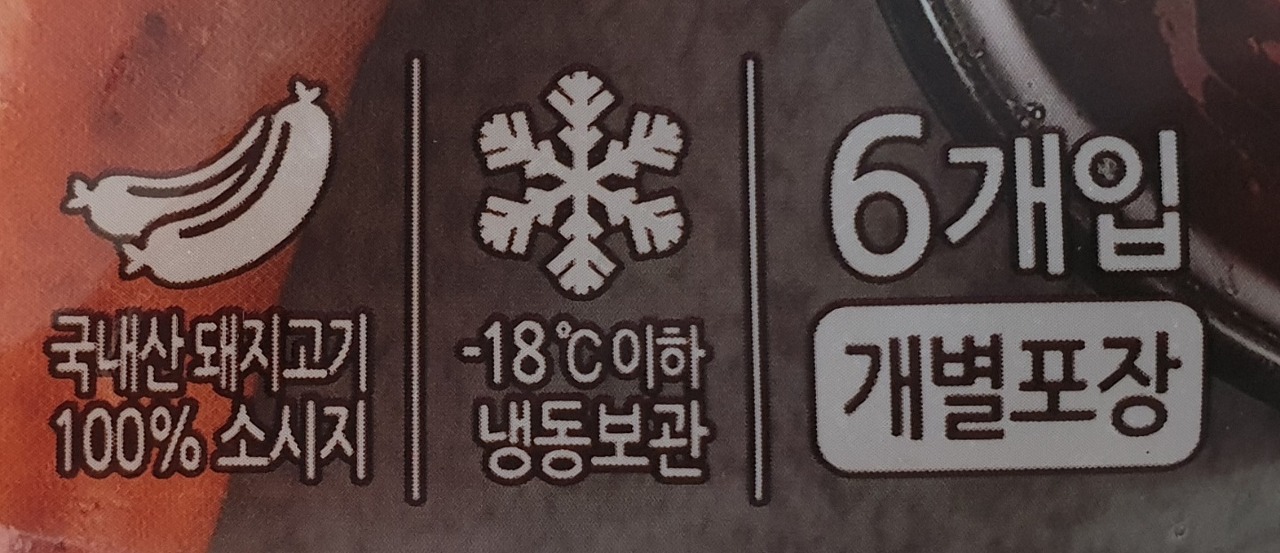 국내산 돼지고기
100% 소시지
-18℃ 이하
냉동보관
6개입
개별포장